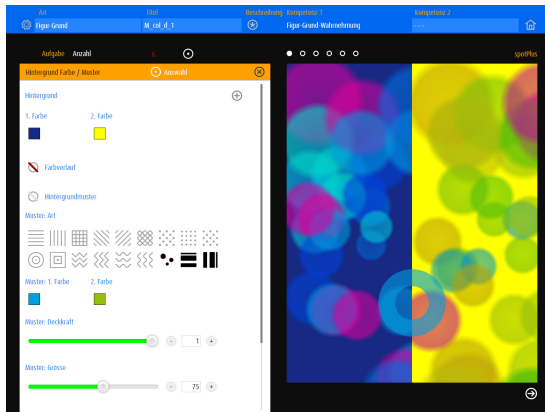 Art Titel Beschreibung Kompetenz 1 Kompetenz 2
Figur-Grund M_col_d_1 Figur-Grund-Wahrnehmung ---
Aufgabe Anzahl 6
spotPlus
Hintergrund Farbe / Muster Auswahl
Hintergrund
1. Farbe 2. Farbe
Farbverlauf
Hintergrundmuster
Muster: Art
Muster: 1. Farbe 2. Farbe
Muster: Deckkraft
- 1 +
Muster: Grösse
- 75 +